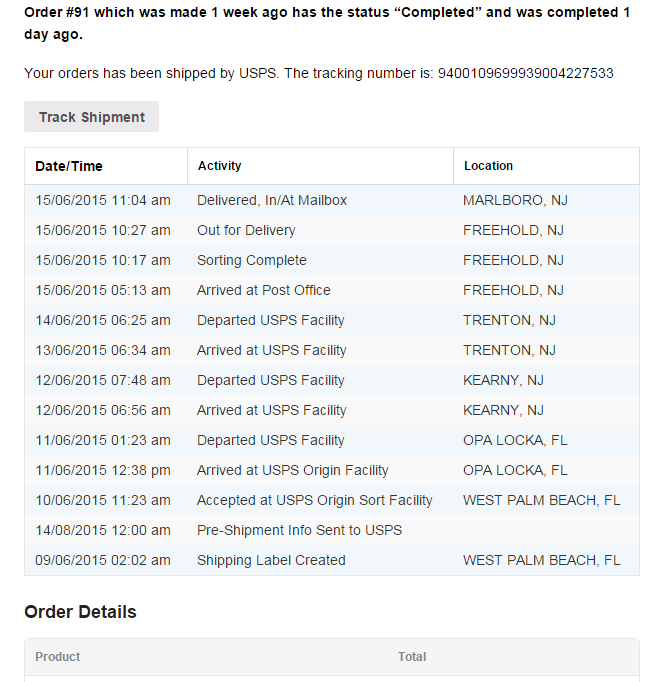 Order #91 which was made 1 week ago has the status “Completed” and was completed 1
day ago.
Your orders has been shipped by USPS. The tracking number is: 9400109699939004227533
Track Shipment
Date/Time Activity Location
15/06/2015 11:04 am Delivered, In/At Mailbox MARLBORO, NJ
15/06/2015 10:27 am Out for Delivery FREEHOLD, NJ
15/06/2015 10:17 am Sorting Complete FREEHOLD, NJ
15/06/2015 05:13 am Arrived at Post Office FREEHOLD, NJ
14/06/2015 06:25 am Departed USPS Facility TRENTON, NJ
13/06/2015 06:34 am Arrived at USPS Facility TRENTON, NJ
12/06/2015 07:48 am Departed USPS Facility KEARNY, NJ
12/06/2015 06:56 am Arrived at USPS Facility KEARNY, NJ
11/06/2015 01:23 am Departed USPS Facility OPA LOCKA, FL
11/06/2015 12:38 pm Arrived at USPS Origin Facility OPA LOCKA, FL
10/06/2015 11:23 am Accepted at USPS Origin Sort Facility WEST PALM BEACH, FL
14/08/2015 12:00 am Pre-Shipment Info Sent to USPS
09/06/2015 02:02 am Shipping Label Created WEST PALM BEACH, FL
Order Details
Product Total